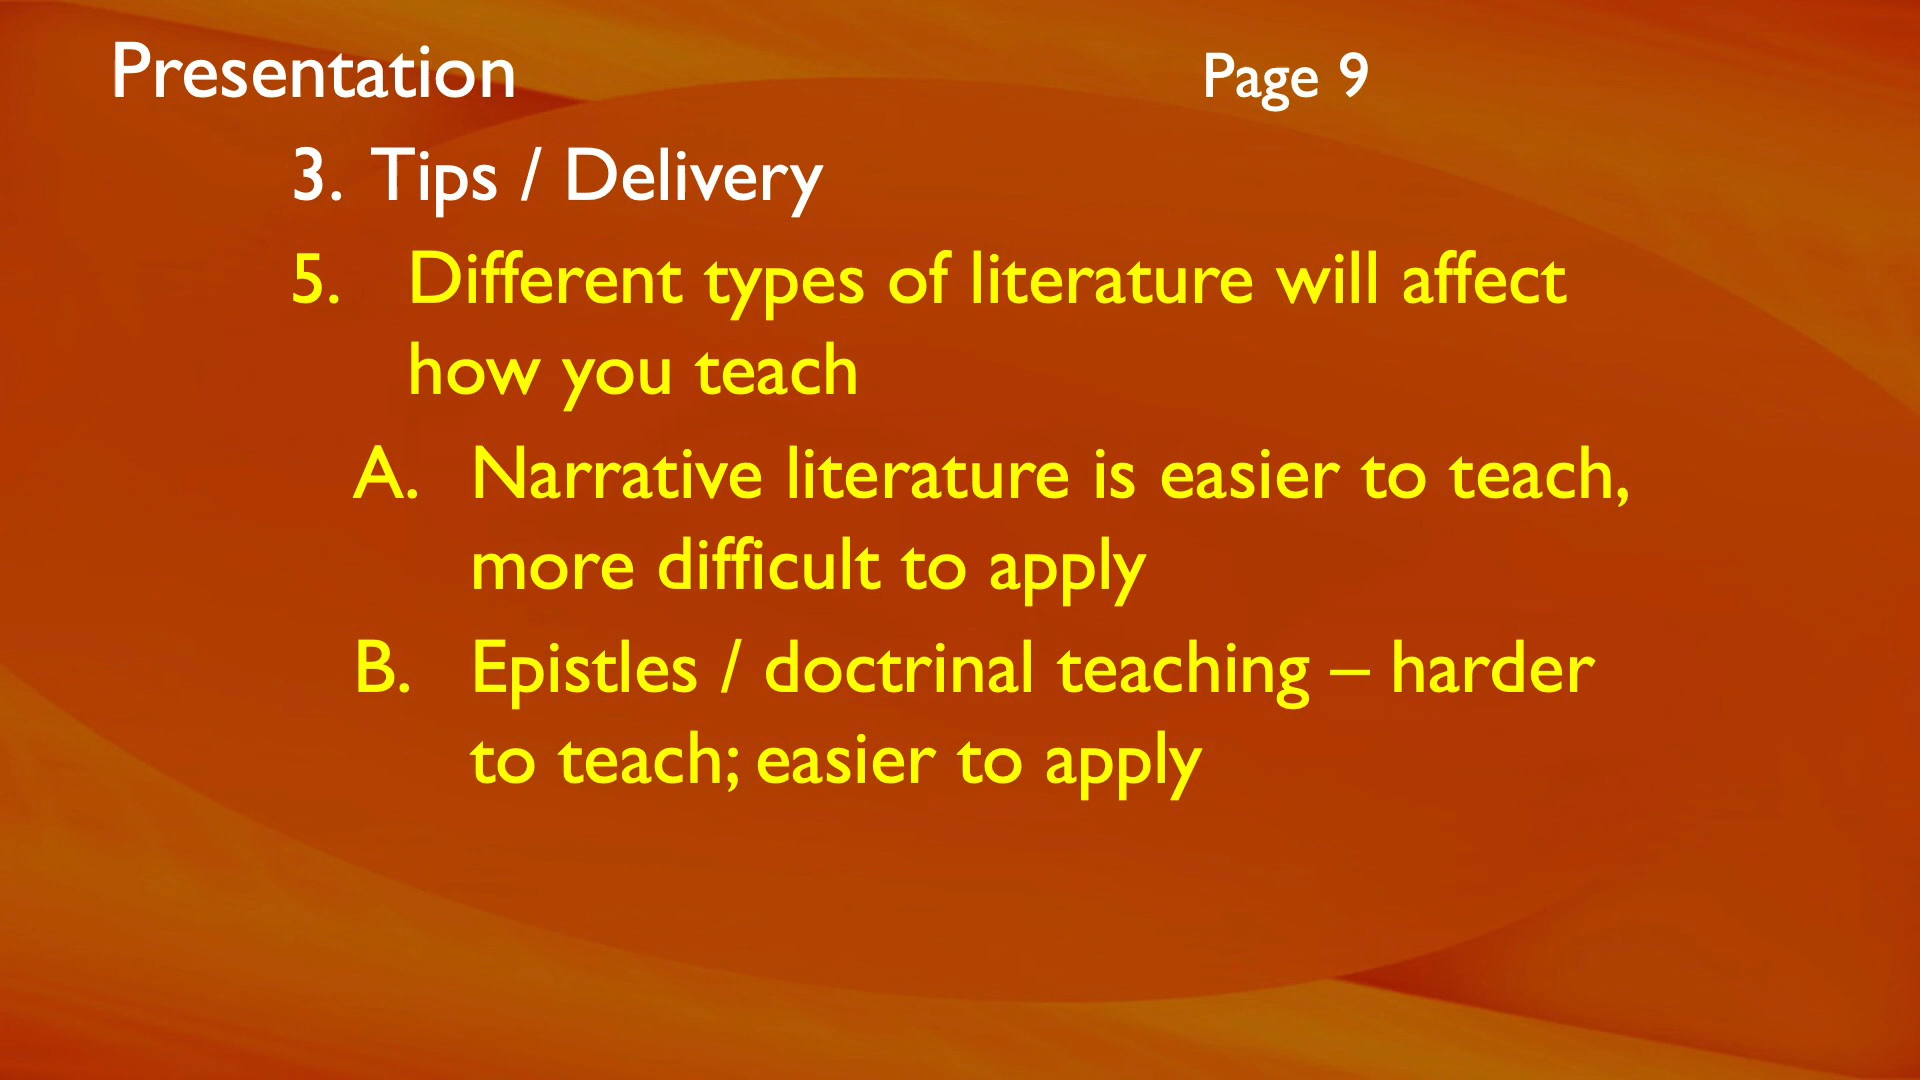 Presentation Page 9
3. Tips / Delivery
5. Different types of literature will affect
how you teach
A. Narrative literature is easier to teach,
more difficult to apply
B. Epistles / doctrinal teaching – harder
to teach; easier to apply